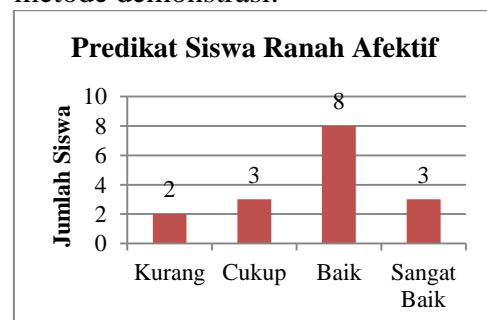 metode demonstrasi.
Predikat Siswa Ranah Afektif
Jumlah Siswa
10
8
6
4
2
0
2
3
8
3
Kurang Cukup Baik Sangat
Baik